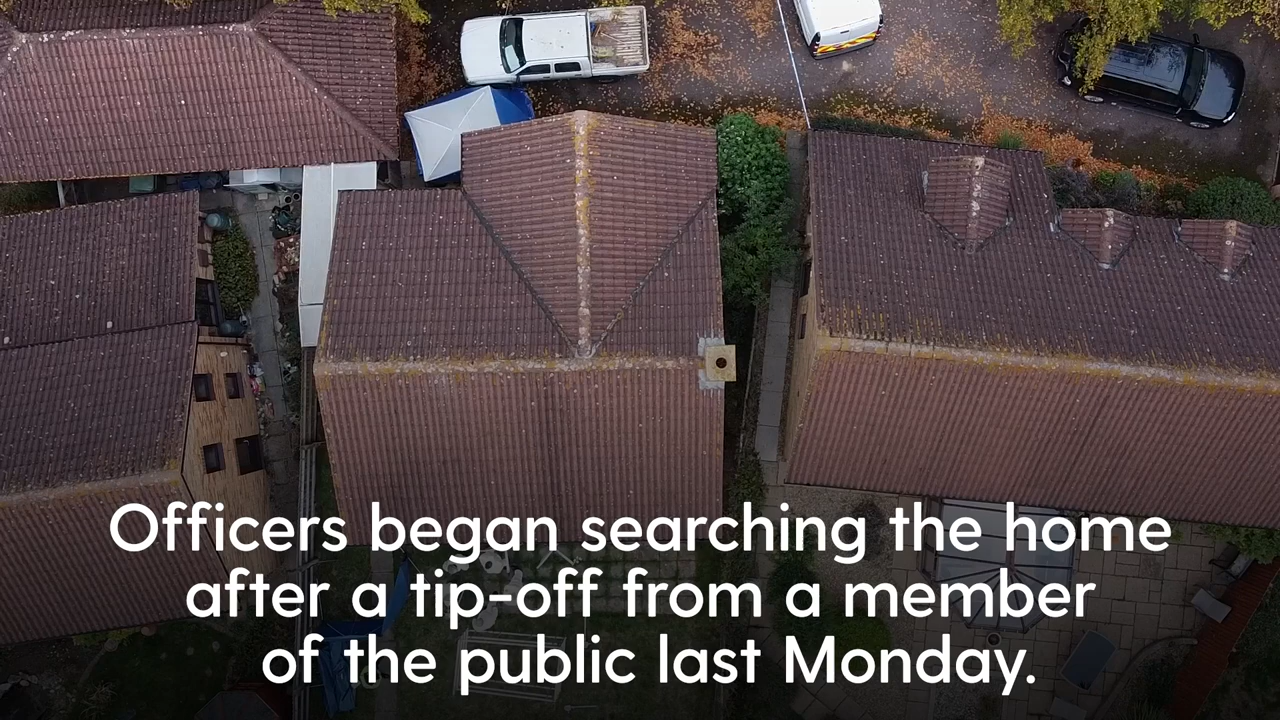 Officers began searching the home
after a tip-off from a member
of the public last Monday.